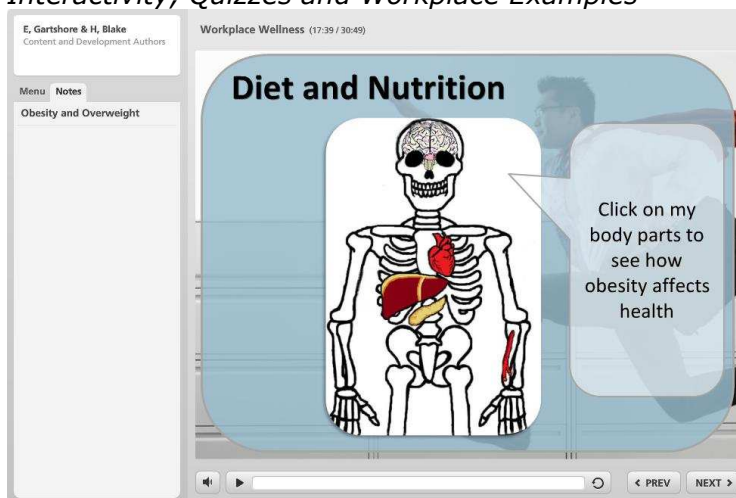 Interactivity, Quizzes and Workplace Examples
E, Gartshore & H, Blake
Content and Development Authors
Workplace Wellness (17:39 / 30:49)
Menu Notes
Obesity and Overweight
Diet and Nutrition
Click on my
body parts to
see how
obesity affects
health
< PREV
NEXT >